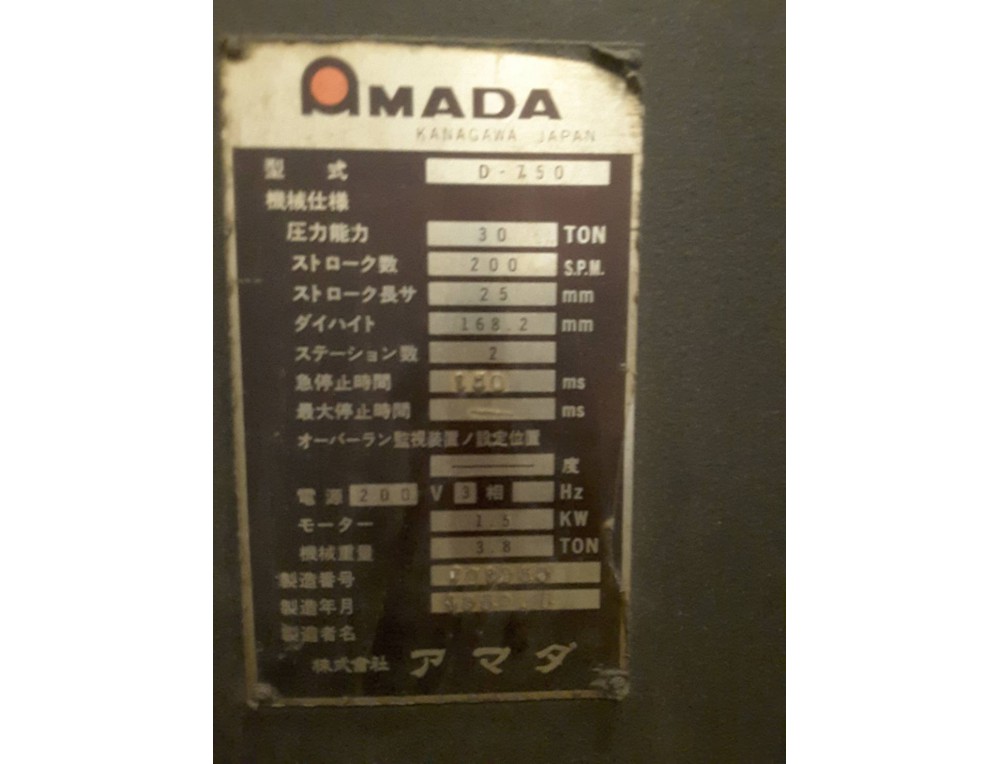 AMADA
KANAGAWA JAPAN
型式 D-750
機械仕様
圧力能力 30 TON
ストローク数 200 S.P.M.
ストローク長サ 25 mm
ダイハイト 168.2 mm
ステーション数 2
急停止時間 150 ms
最大停止時間 — ms
オーバーラン監視装置ノ設定位置
— 度
電源 200 V 3 相 Hz
モーター 1.5 KW
機械重量 3.8 TON
製造番号
製造年月
製造者名
株式會社 アマダ